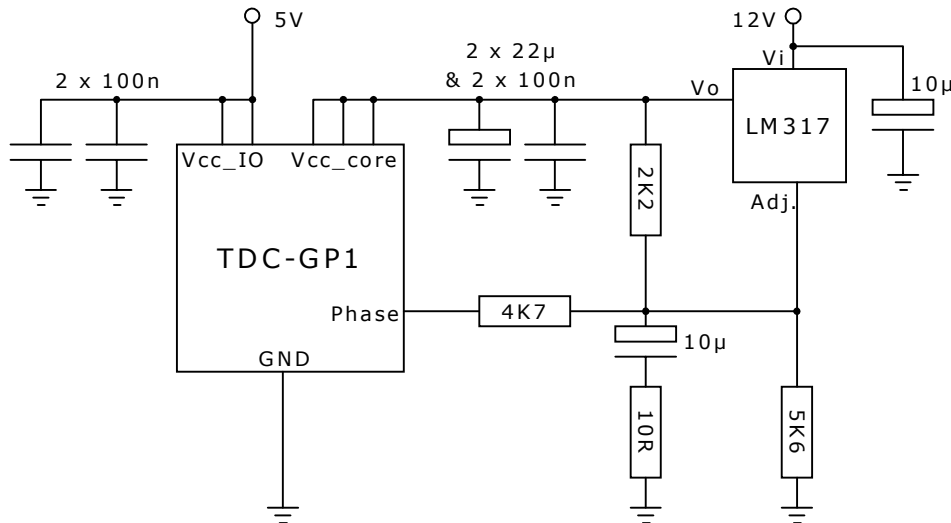 5V
12V
2 x 100n
2 x 22µ
& 2 x 100n
Vi
Vo
10µ
LM317
Vcc_IO
Vcc_core
2K2
Adj.
TDC-GP1
Phase
4K7
10µ
GND
10R
5K6